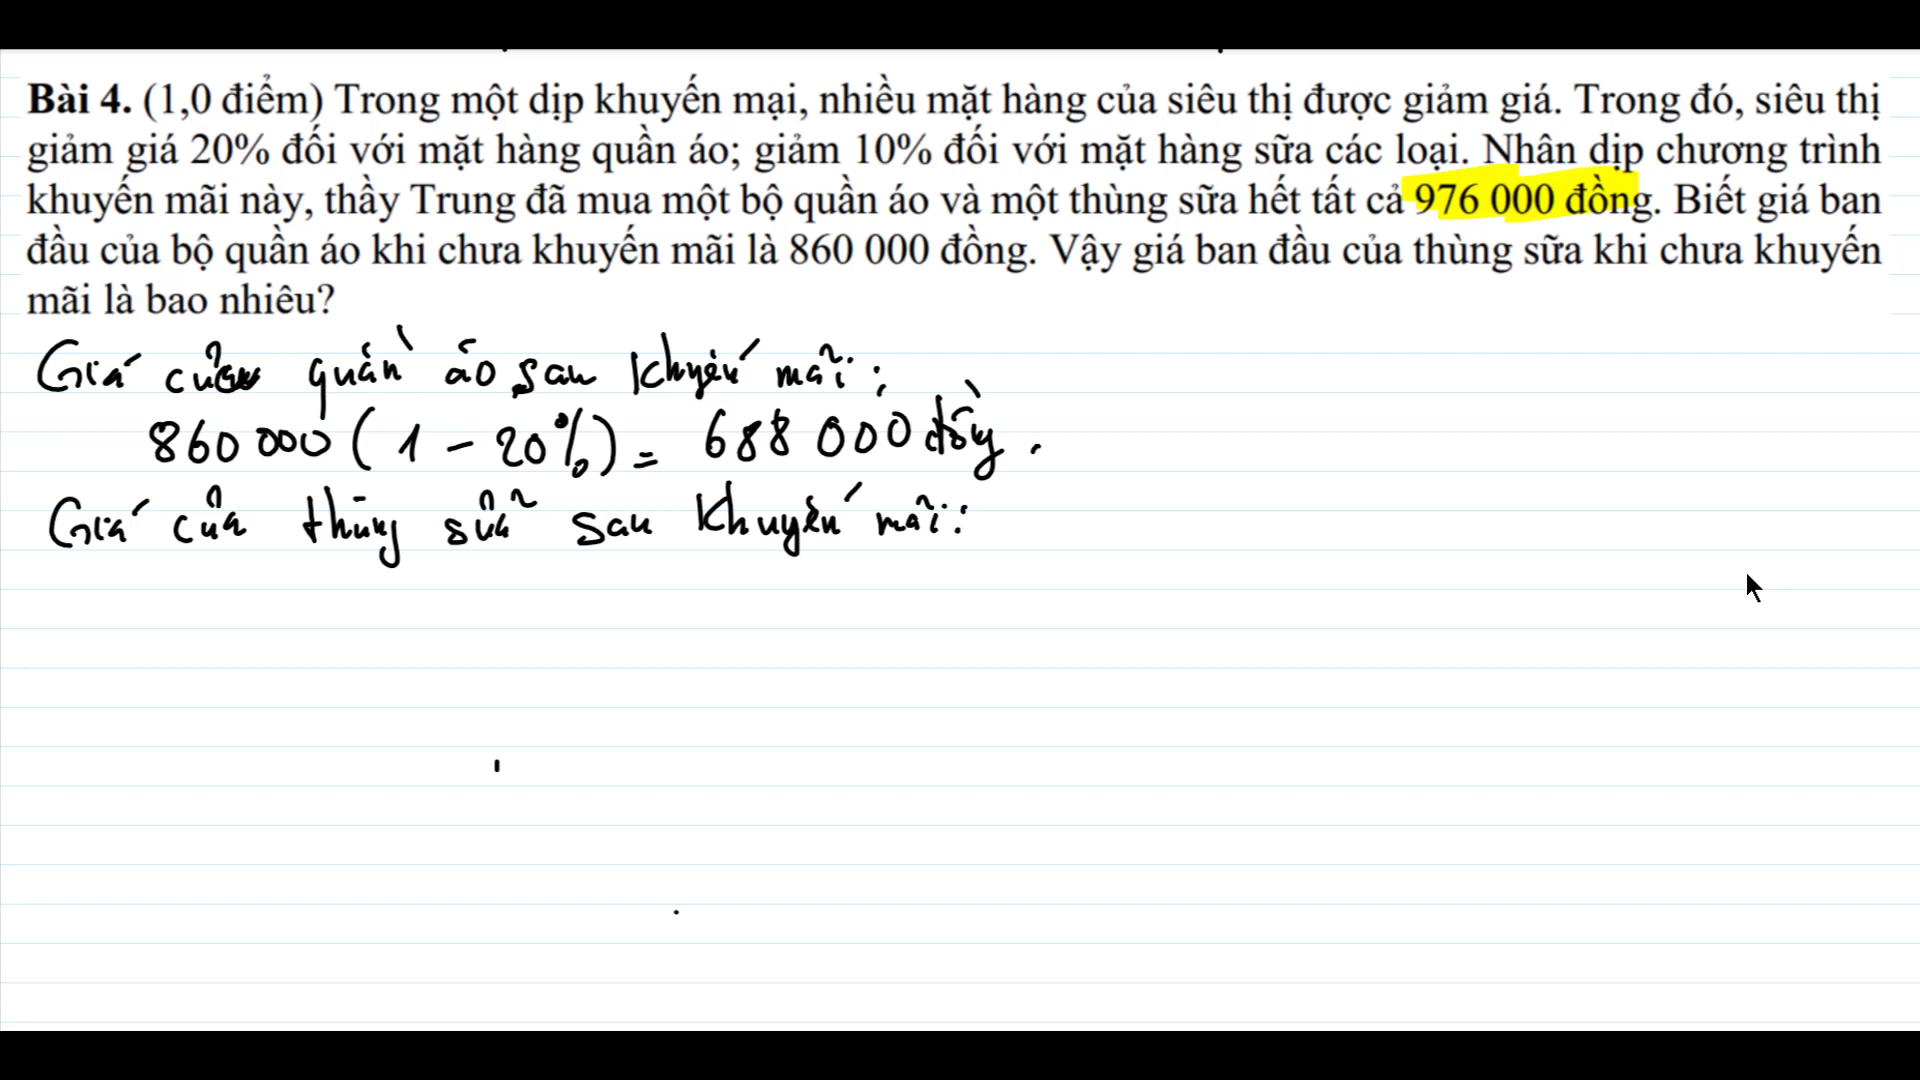 Bài 4. (1,0 điểm) Trong một dịp khuyến mại, nhiều mặt hàng của siêu thị được giảm giá. Trong đó, siêu thị
giảm giá 20% đối với mặt hàng quần áo; giảm 10% đối với mặt hàng sữa các loại. Nhân dịp chương trình
khuyến mãi này, thầy Trung đã mua một bộ quần áo và một thùng sữa hết tất cả 976 000 đồng. Biết giá ban
đầu của bộ quần áo khi chưa khuyến mãi là 860 000 đồng. Vậy giá ban đầu của thùng sữa khi chưa khuyến
mãi là bao nhiêu?
Giá của quần áo sau khuyến mãi:
860 000 ( 1 - 20%) = 688 000 đồng.
Giá của thùng sữa sau khuyến mãi: